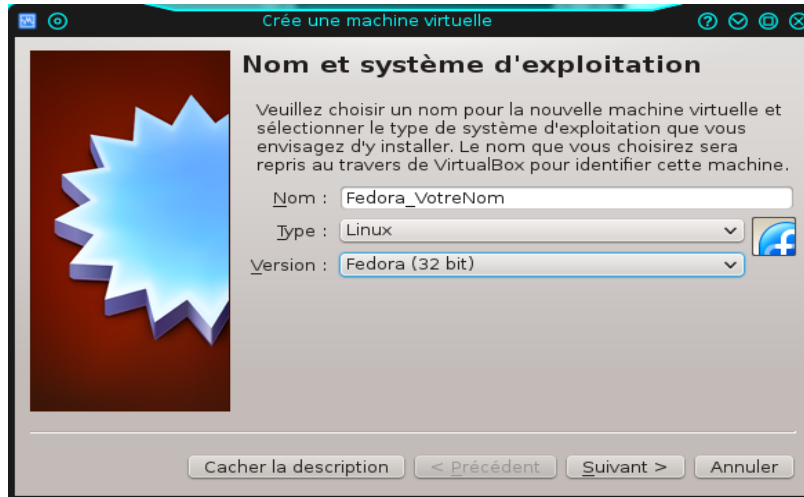 Crée une machine virtuelle
Nom et système d'exploitation
Veuillez choisir un nom pour la nouvelle machine virtuelle et
sélectionner le type de système d'exploitation que vous
envisagez d'y installer. Le nom que vous choisirez sera
repris au travers de VirtualBox pour identifier cette machine.
Nom : Fedora_VotreNom
Type : Linux
Version : Fedora (32 bit)
Cacher la description < Précédent Suivant > Annuler